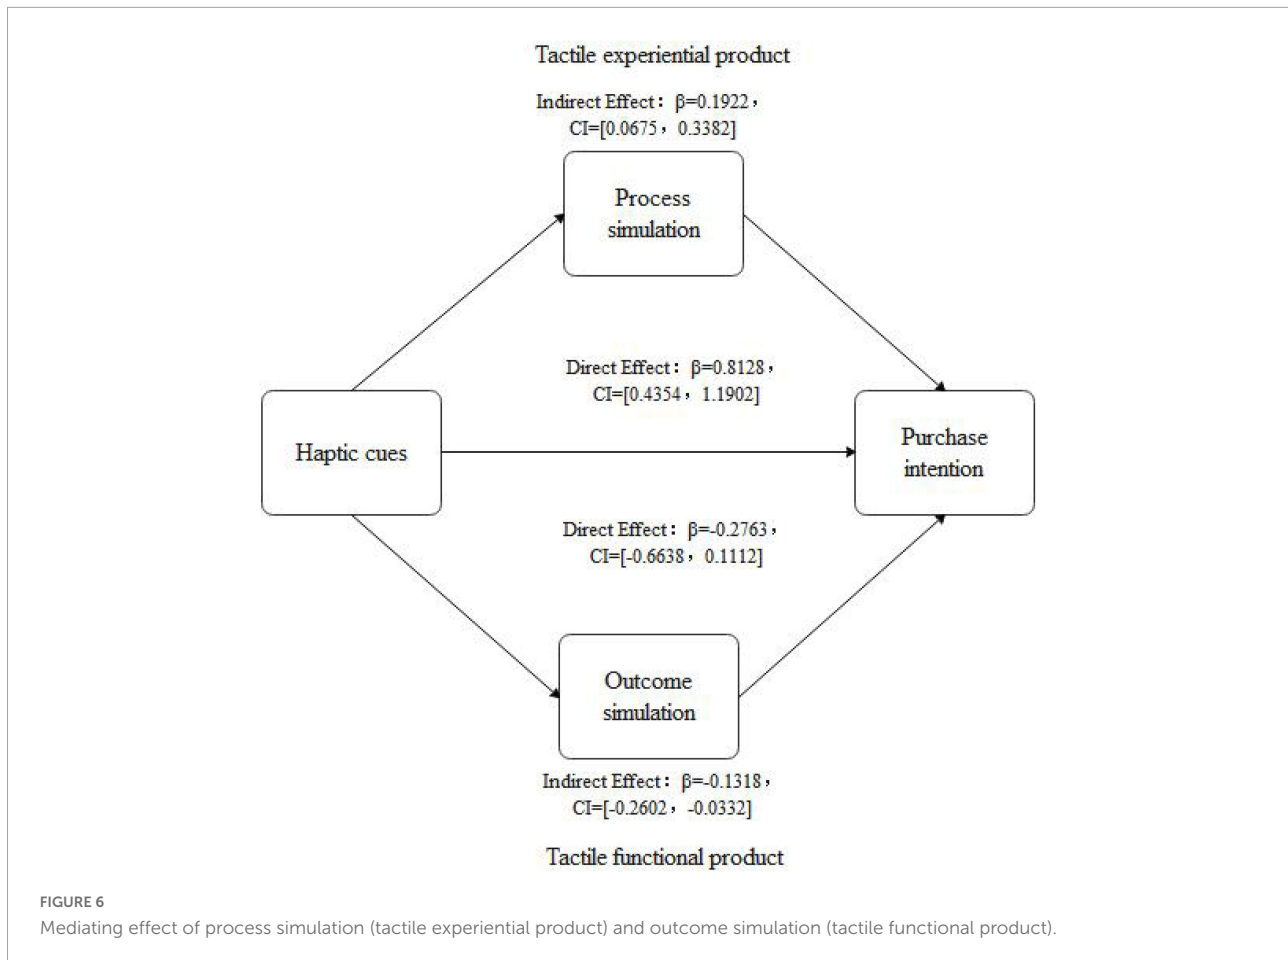 Tactile experiential product
Indirect Effect： β=0.1922，
CI=[0.0675，0.3382]
Process
simulation
Direct Effect： β=0.8128，
CI=[0.4354，1.1902]
Haptic cues
Purchase
intention
Direct Effect： β=-0.2763，
CI=[-0.6638，0.1112]
Outcome
simulation
Indirect Effect： β=-0.1318，
CI=[-0.2602，-0.0332]
Tactile functional product
FIGURE 6
Mediating effect of process simulation (tactile experiential product) and outcome simulation (tactile functional product).